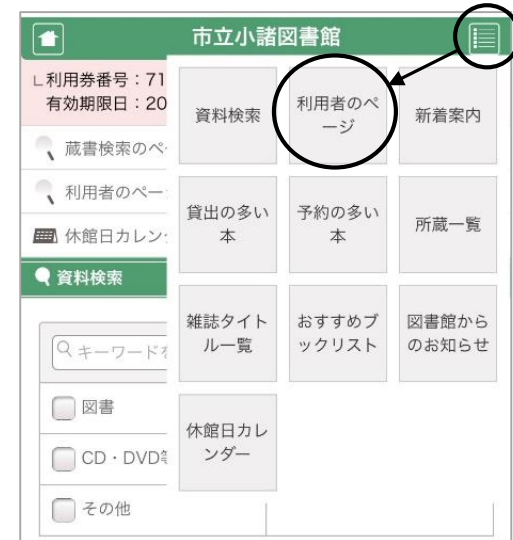 市立小諸図書館
利用券番号：71
有効期限日：20
蔵書検索のペ
利用者のペー
休館日カレン
資料検索
キーワードを
図書
CD・DVD等
その他
資料検索
利用者のペ
ージ
新着案内
貸出の多い
本
予約の多い
本
所蔵一覧
雑誌タイト
ル一覧
おすすめブ
ックリスト
図書館から
のお知らせ
休館日カレ
ンダー